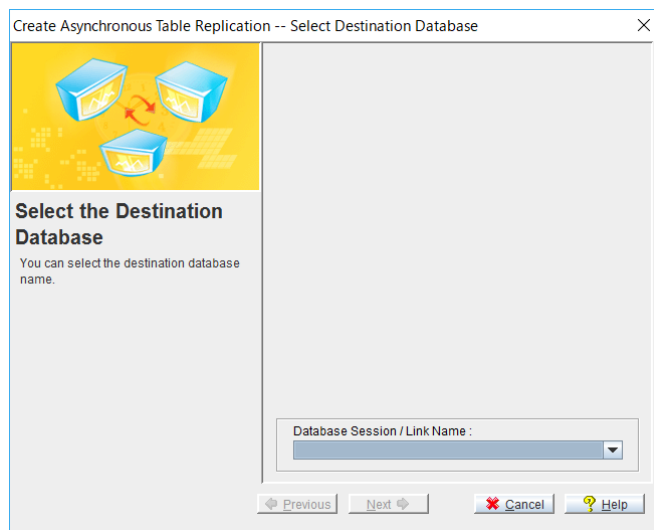 Create Asynchronous Table Replication -- Select Destination Database
Select the Destination
Database
You can select the destination database
name.
Database Session / Link Name :
Previous
Next
Cancel
Help